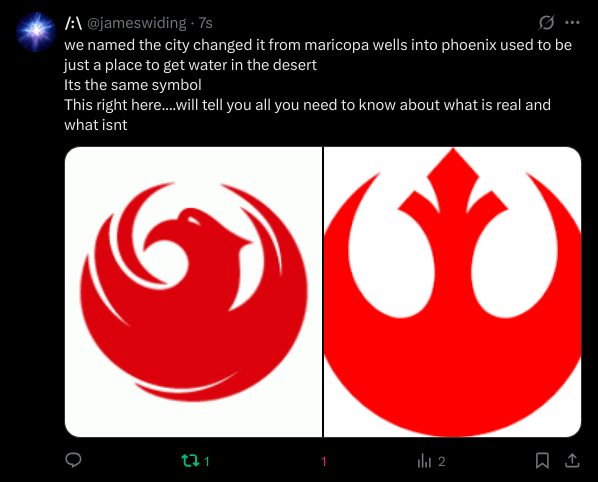 /:\ @jameswiding · 7s
we named the city changed it from maricopa wells into phoenix used to be
just a place to get water in the desert
Its the same symbol
This right here....will tell you all you need to know about what is real and
what isnt
1 1 2